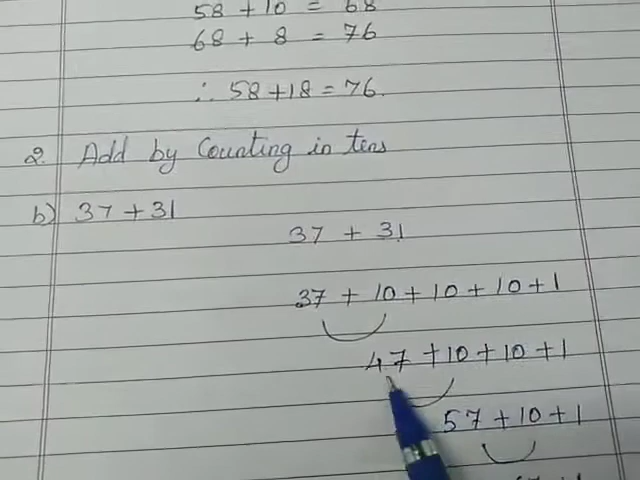 58 + 10 = 68
68 + 8 = 76
∴ 58 + 18 = 76.
2. Add by Counting in tens
b) 37 + 31
37 + 31
37 + 10 + 10 + 10 + 1
47 + 10 + 10 + 1
57 + 10 + 1